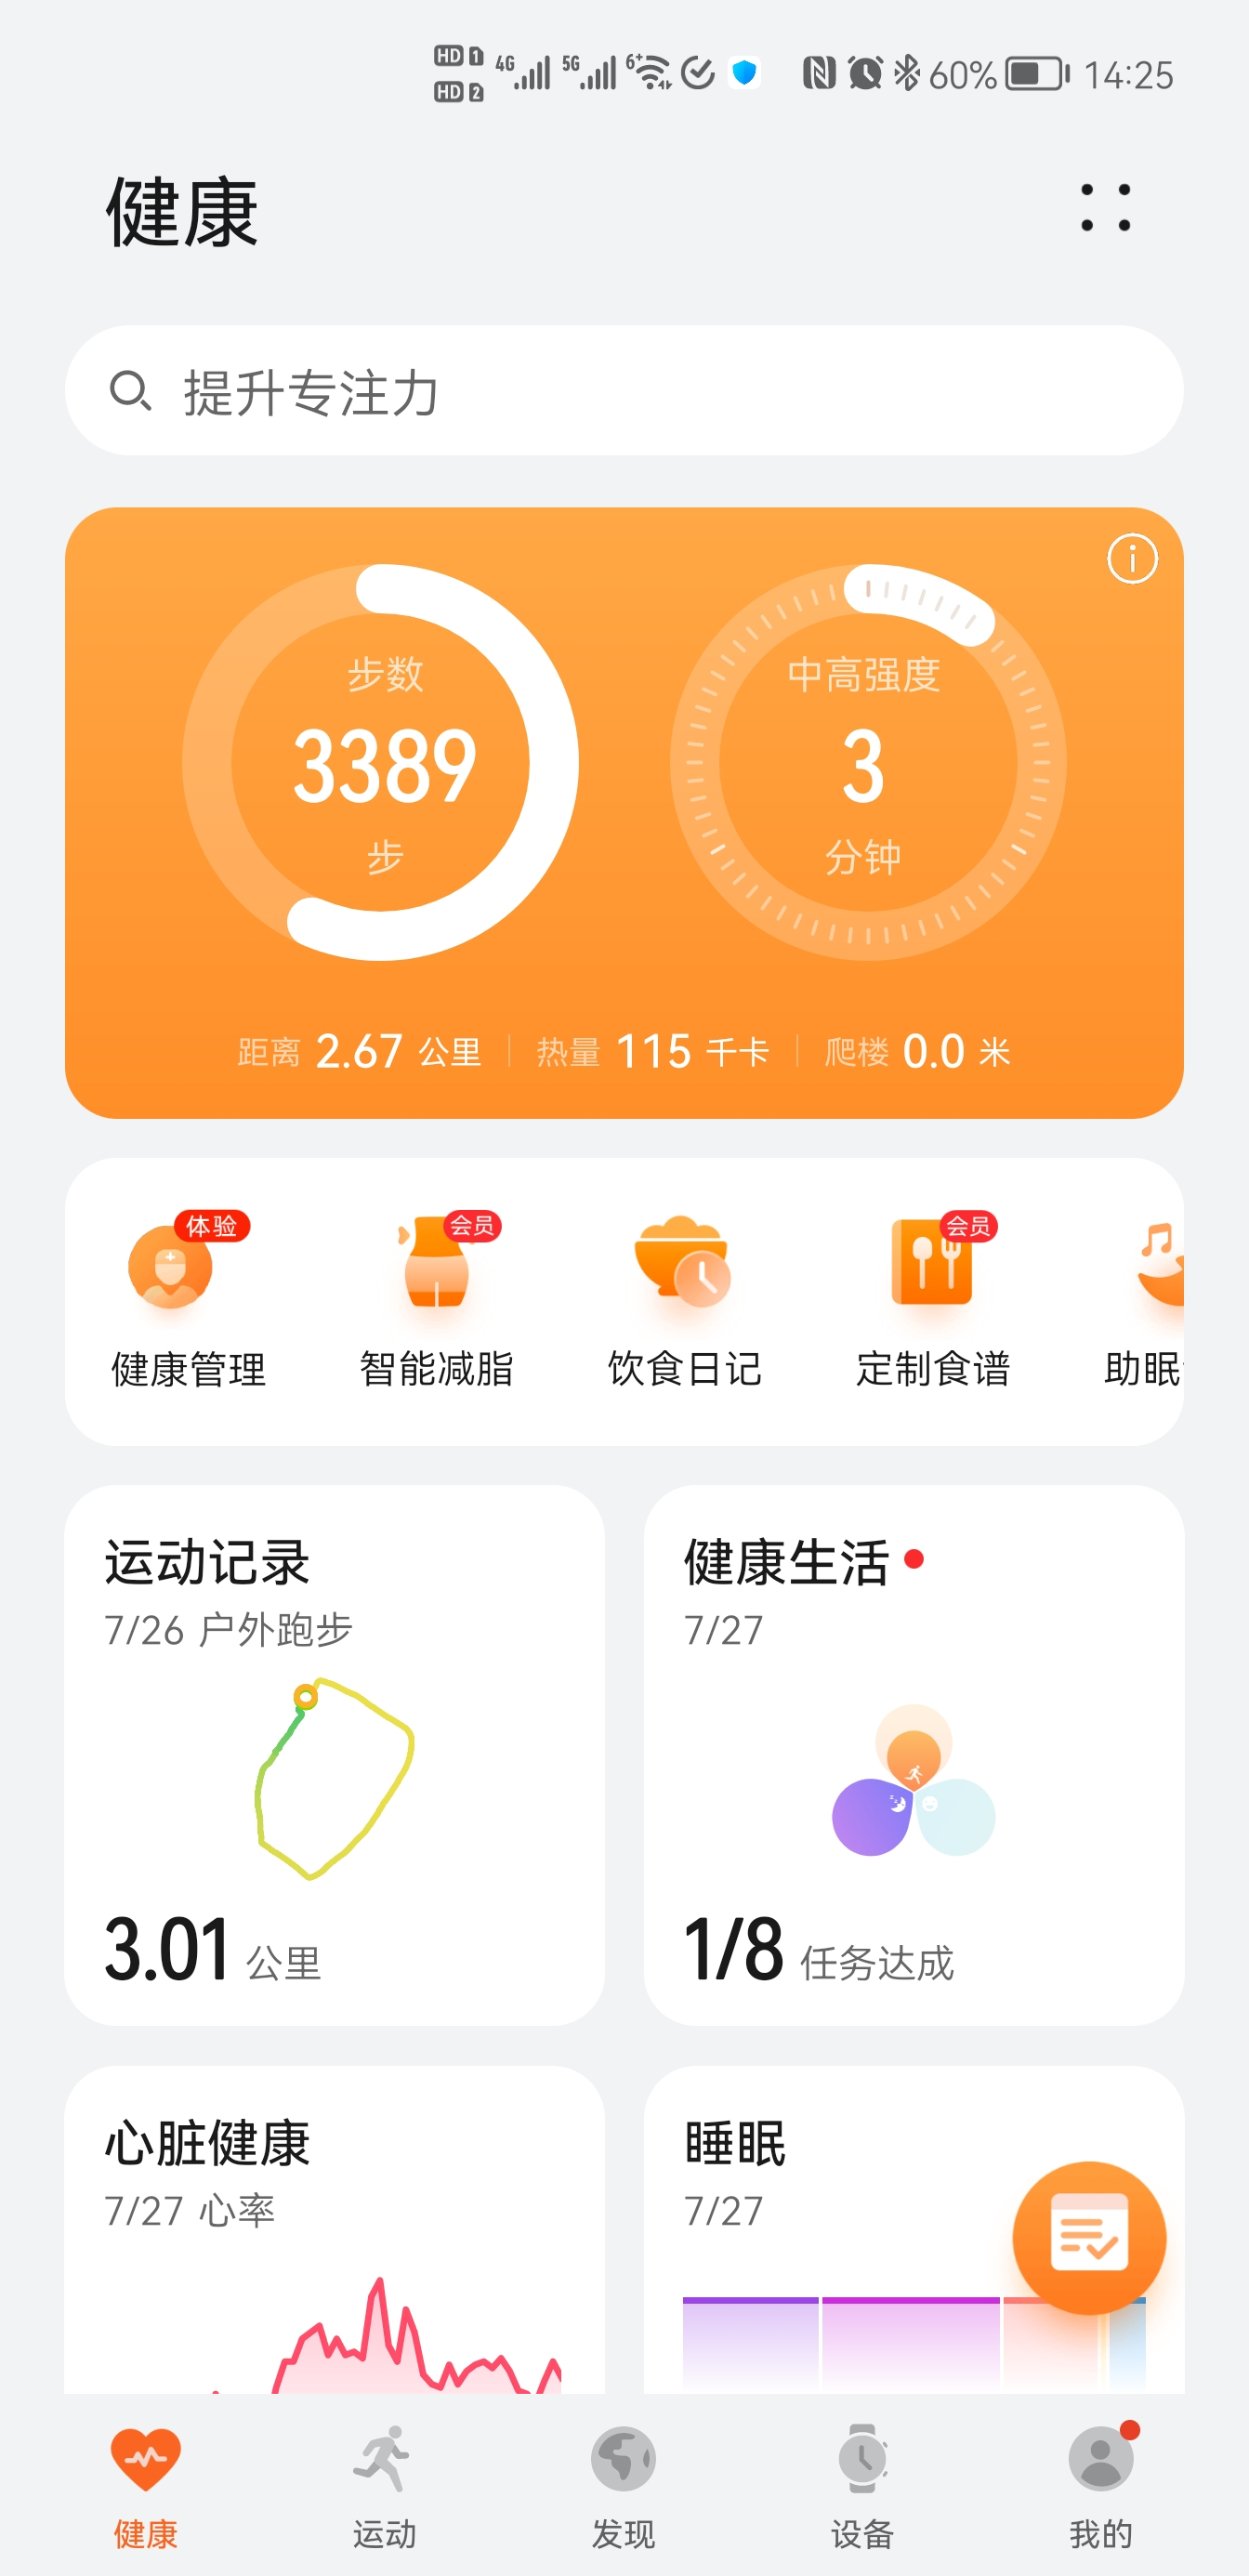 HD 1 4G 5G 6+ 60% 14:25
HD 2
健康
提升专注力
步数 中高强度
3389 3
步 分钟
距离 2.67 公里 热量 115 千卡 爬楼 0.0 米
体验 会员 会员
健康管理 智能减脂 饮食日记 定制食谱 助眠
运动记录
7/26 户外跑步
3.01 公里
健康生活
7/27
1/8 任务达成
心脏健康
7/27 心率
睡眠
7/27
健康 运动 发现 设备 我的